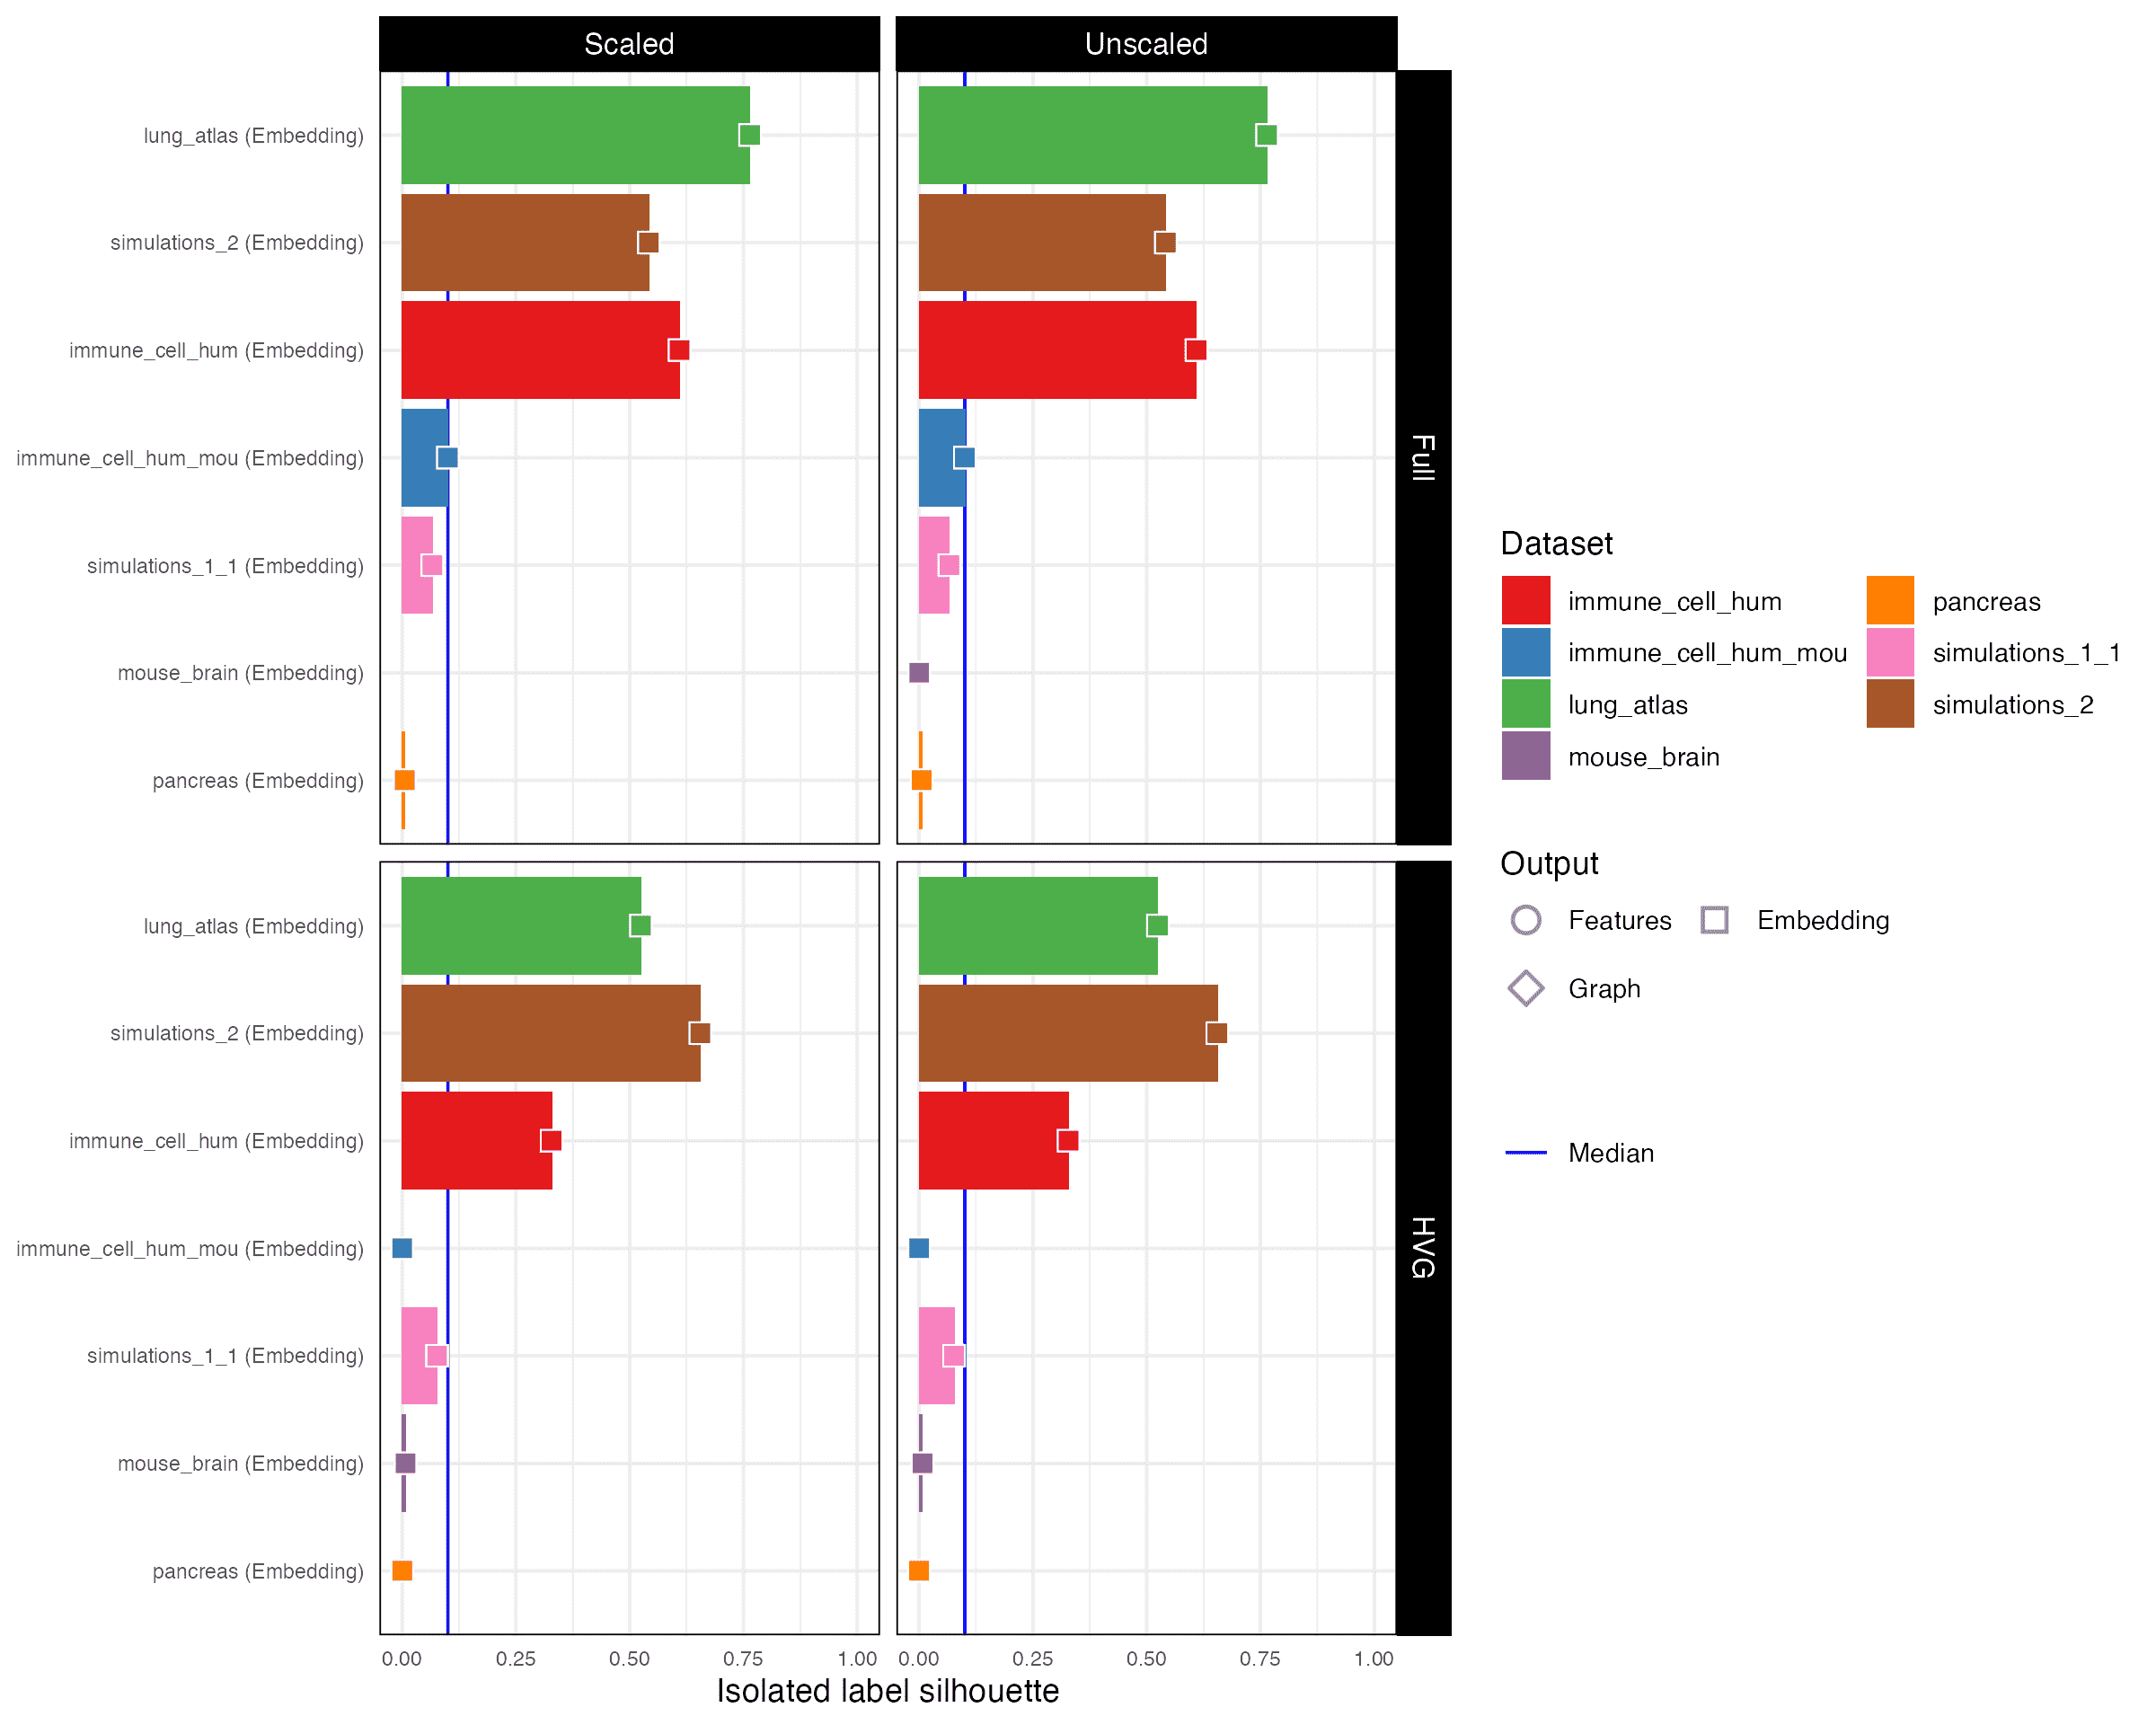 Scaled
Unscaled
lung_atlas (Embedding)
simulations_2 (Embedding)
immune_cell_hum (Embedding)
immune_cell_hum_mou (Embedding)
simulations_1_1 (Embedding)
mouse_brain (Embedding)
pancreas (Embedding)
Full
lung_atlas (Embedding)
simulations_2 (Embedding)
immune_cell_hum (Embedding)
immune_cell_hum_mou (Embedding)
simulations_1_1 (Embedding)
mouse_brain (Embedding)
pancreas (Embedding)
HVG
0.00 0.25 0.50 0.75 1.00
0.00 0.25 0.50 0.75 1.00
Isolated label silhouette
Dataset
immune_cell_hum
immune_cell_hum_mou
lung_atlas
mouse_brain
pancreas
simulations_1_1
simulations_2
Output
Features
Embedding
Graph
Median